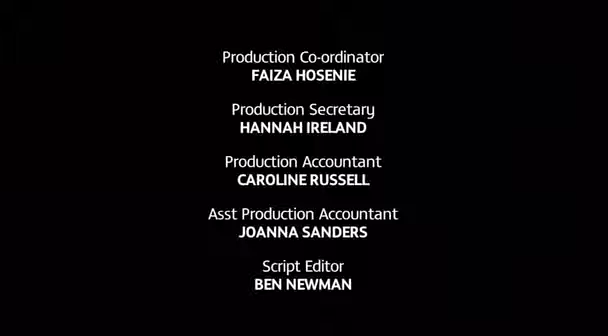 Production Co-ordinator
FAIZA HOSENIE
Production Secretary
HANNAH IRELAND
Production Accountant
CAROLINE RUSSELL
Asst Production Accountant
JOANNA SANDERS
Script Editor
BEN NEWMAN